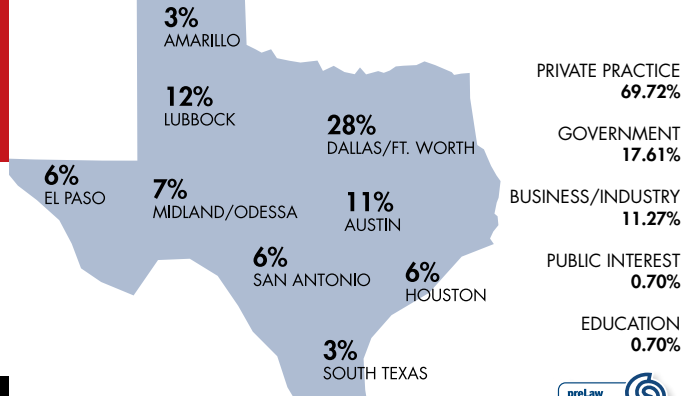 3%
AMARILLO
12%
LUBBOCK
28%
DALLAS/FT. WORTH
6%
EL PASO
7%
MIDLAND/ODESSA
11%
AUSTIN
6%
SAN ANTONIO
6%
HOUSTON
3%
SOUTH TEXAS
PRIVATE PRACTICE
69.72%
GOVERNMENT
17.61%
BUSINESS/INDUSTRY
11.27%
PUBLIC INTEREST
0.70%
EDUCATION
0.70%
preLaw